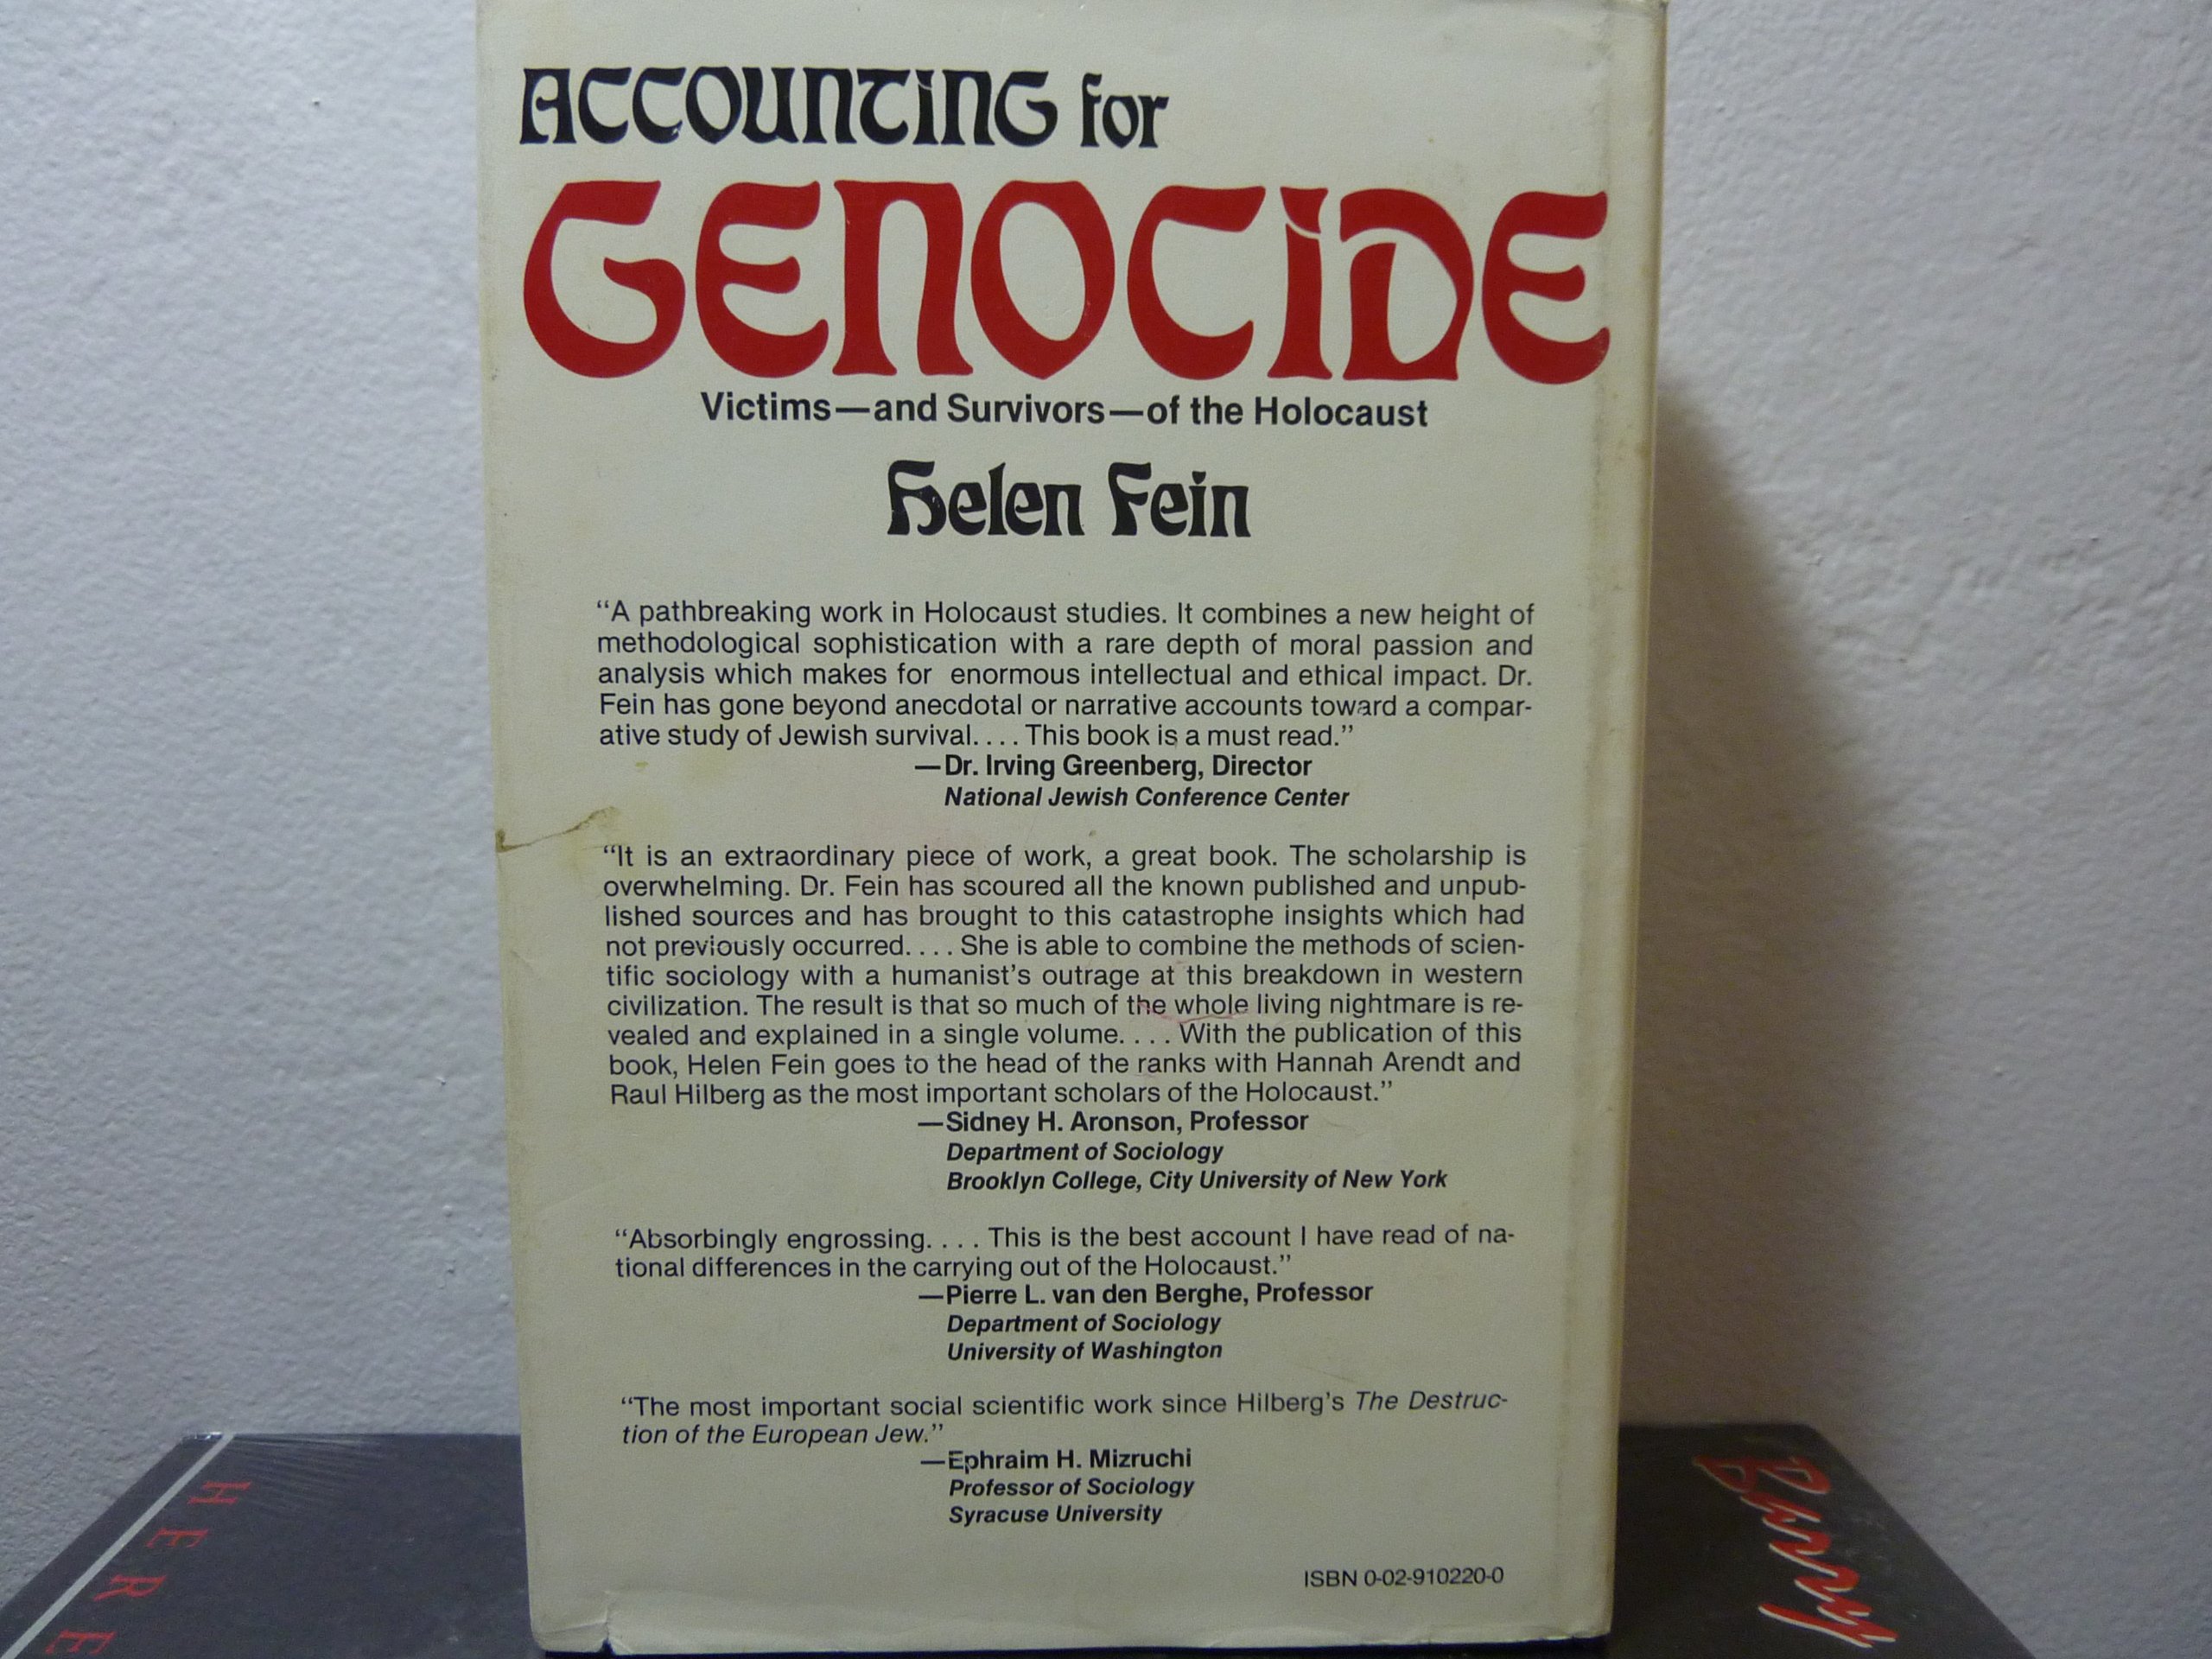 ACCOUNTING for
GENOCIDE
Victims—and Survivors—of the Holocaust
Helen Fein
“A pathbreaking work in Holocaust studies. It combines a new height of
methodological sophistication with a rare depth of moral passion and
analysis which makes for enormous intellectual and ethical impact. Dr.
Fein has gone beyond anecdotal or narrative accounts toward a compar-
ative study of Jewish survival. . . . This book is a must read.”
—Dr. Irving Greenberg, Director
National Jewish Conference Center
“It is an extraordinary piece of work, a great book. The scholarship is
overwhelming. Dr. Fein has scoured all the known published and unpub-
lished sources and has brought to this catastrophe insights which had
not previously occurred. . . . She is able to combine the methods of scien-
tific sociology with a humanist’s outrage at this breakdown in western
civilization. The result is that so much of the whole living nightmare is re-
vealed and explained in a single volume. . . . With the publication of this
book, Helen Fein goes to the head of the ranks with Hannah Arendt and
Raul Hilberg as the most important scholars of the Holocaust.”
—Sidney H. Aronson, Professor
Department of Sociology
Brooklyn College, City University of New York
“Absorbingly engrossing. . . . This is the best account I have read of na-
tional differences in the carrying out of the Holocaust.”
—Pierre L. van den Berghe, Professor
Department of Sociology
University of Washington
“The most important social scientific work since Hilberg’s The Destruc-
tion of the European Jew.”
—Ephraim H. Mizruchi
Professor of Sociology
Syracuse University
ISBN 0-02-910220-0
HERE